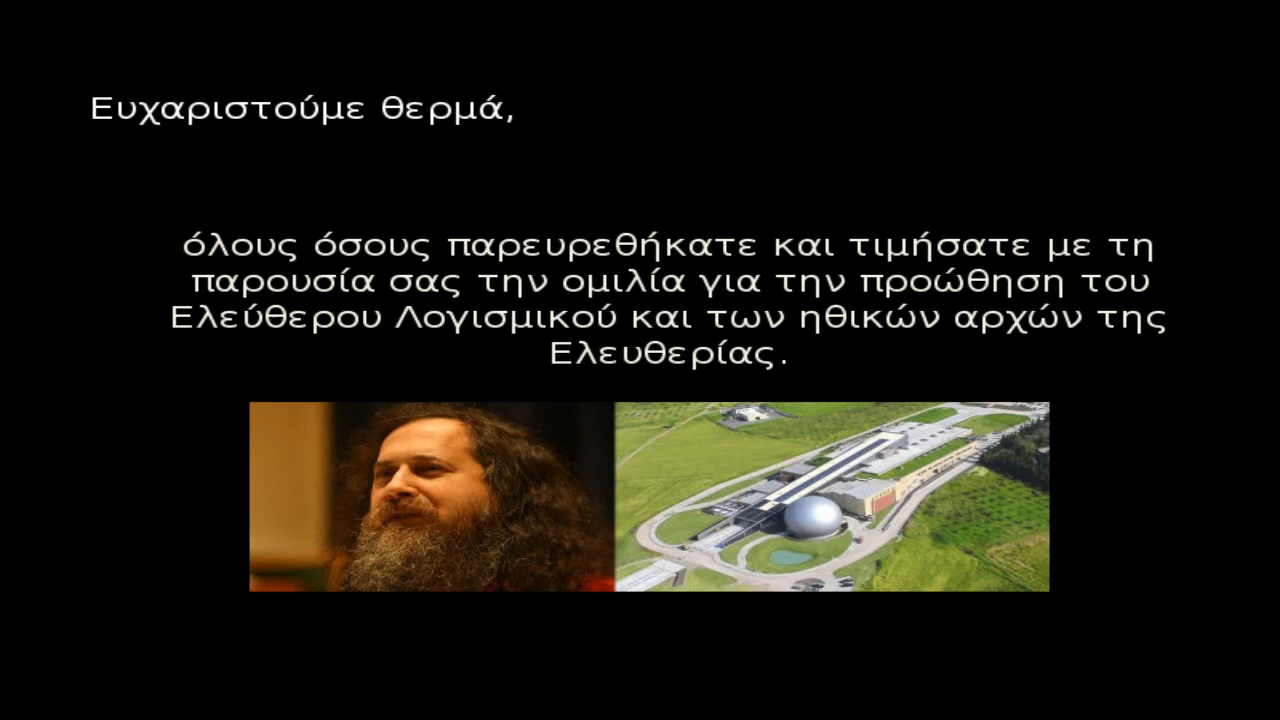 Ευχαριστούμε θερμά,
όλους όσους παρευρεθήκατε και τιμήσατε με τη
παρουσία σας την ομιλία για την προώθηση του
Ελεύθερου Λογισμικού και των ηθικών αρχών της
Ελευθερίας.